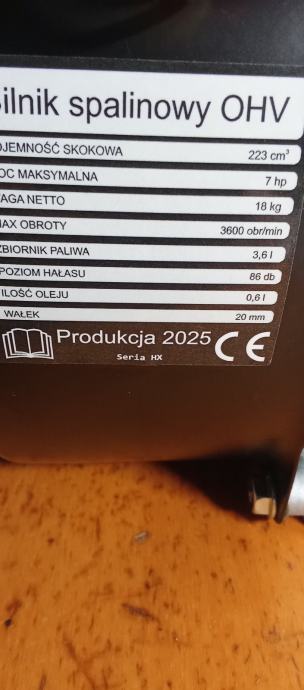 Silnik spalinowy OHV
OJEMNOŚĆ SKOKOWA 223 cm³
OC MAKSYMALNA 7 hp
AGA NETTO 18 kg
MAX OBROTY 3600 obr/min
ZBIORNIK PALIWA 3,6 l
POZIOM HAŁASU 86 db
ILOŚĆ OLEJU 0,6 l
WAŁEK 20 mm
Produkcja 2025 CE
Seria HX